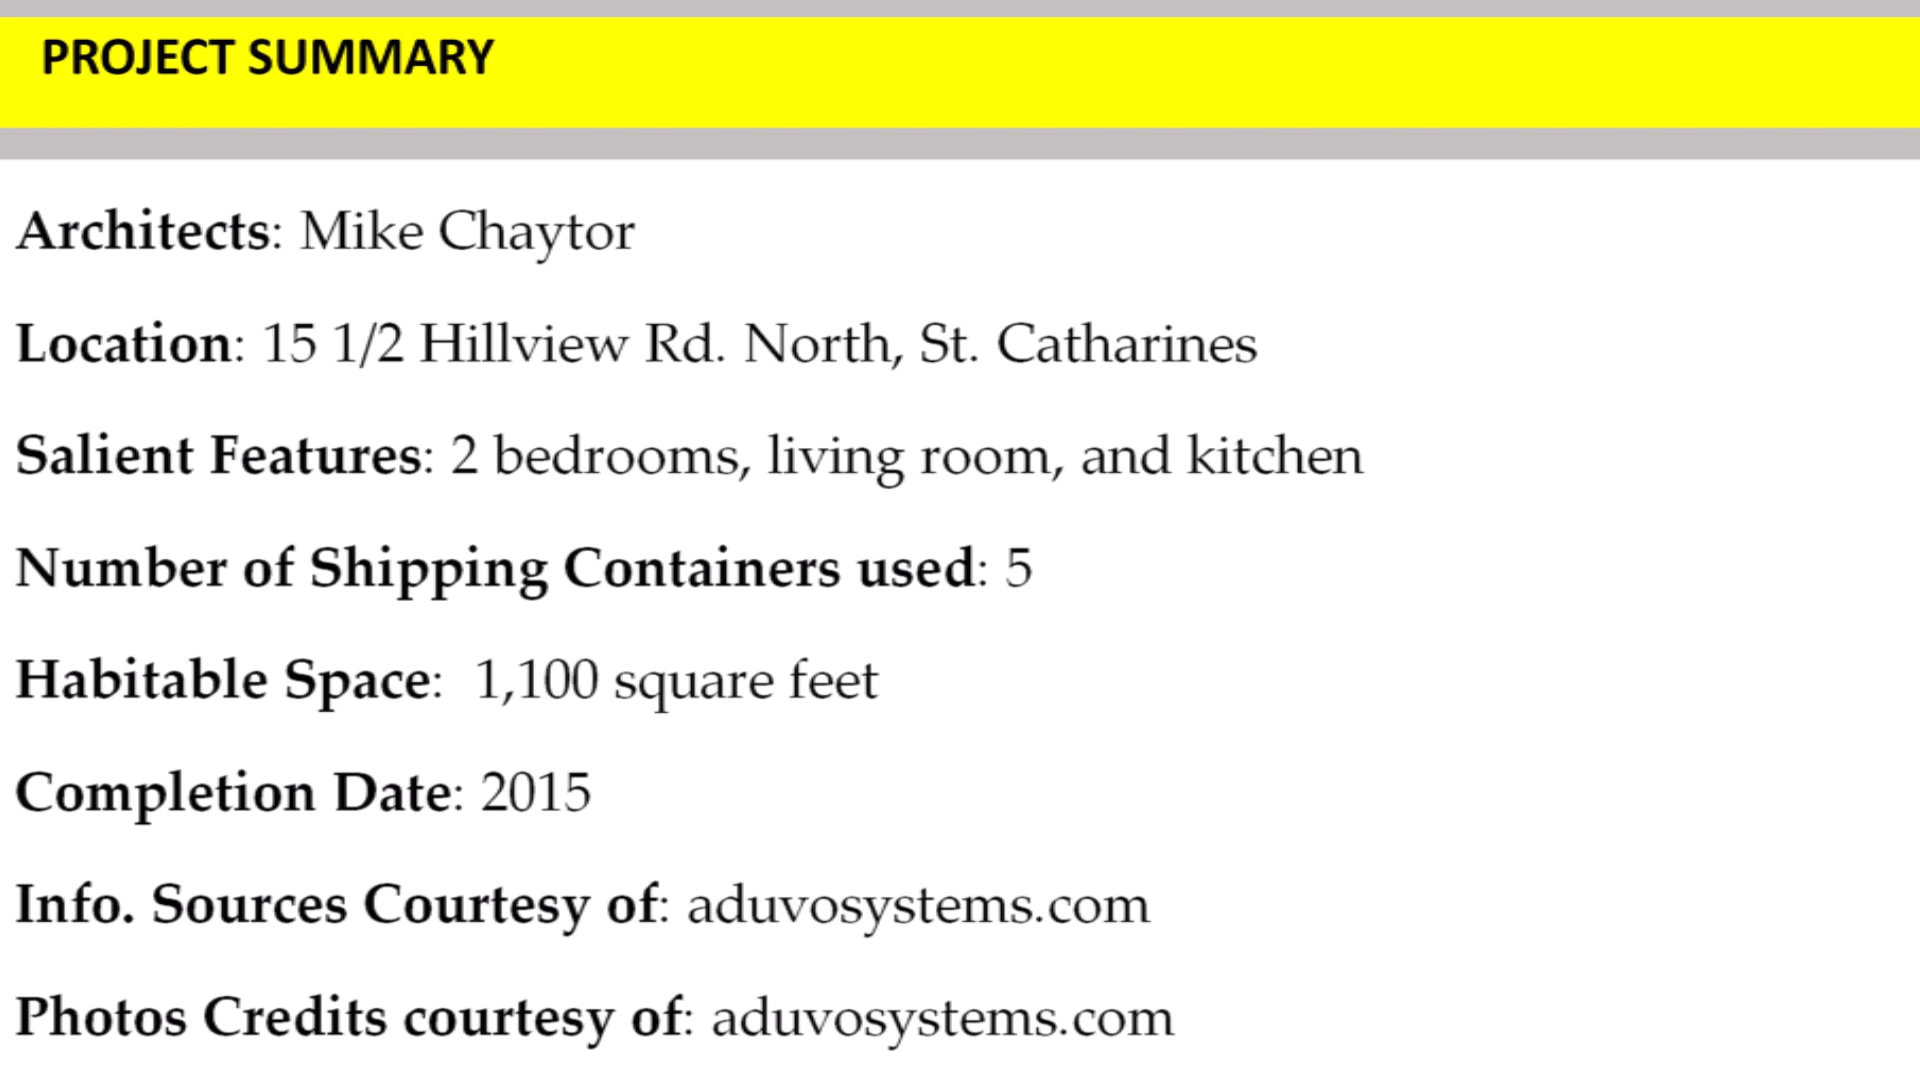 PROJECT SUMMARY
Architects: Mike Chaytor
Location: 15 1/2 Hillview Rd. North, St. Catharines
Salient Features: 2 bedrooms, living room, and kitchen
Number of Shipping Containers used: 5
Habitable Space:  1,100 square feet
Completion Date: 2015
Info. Sources Courtesy of: aduvosystems.com
Photos Credits courtesy of: aduvosystems.com